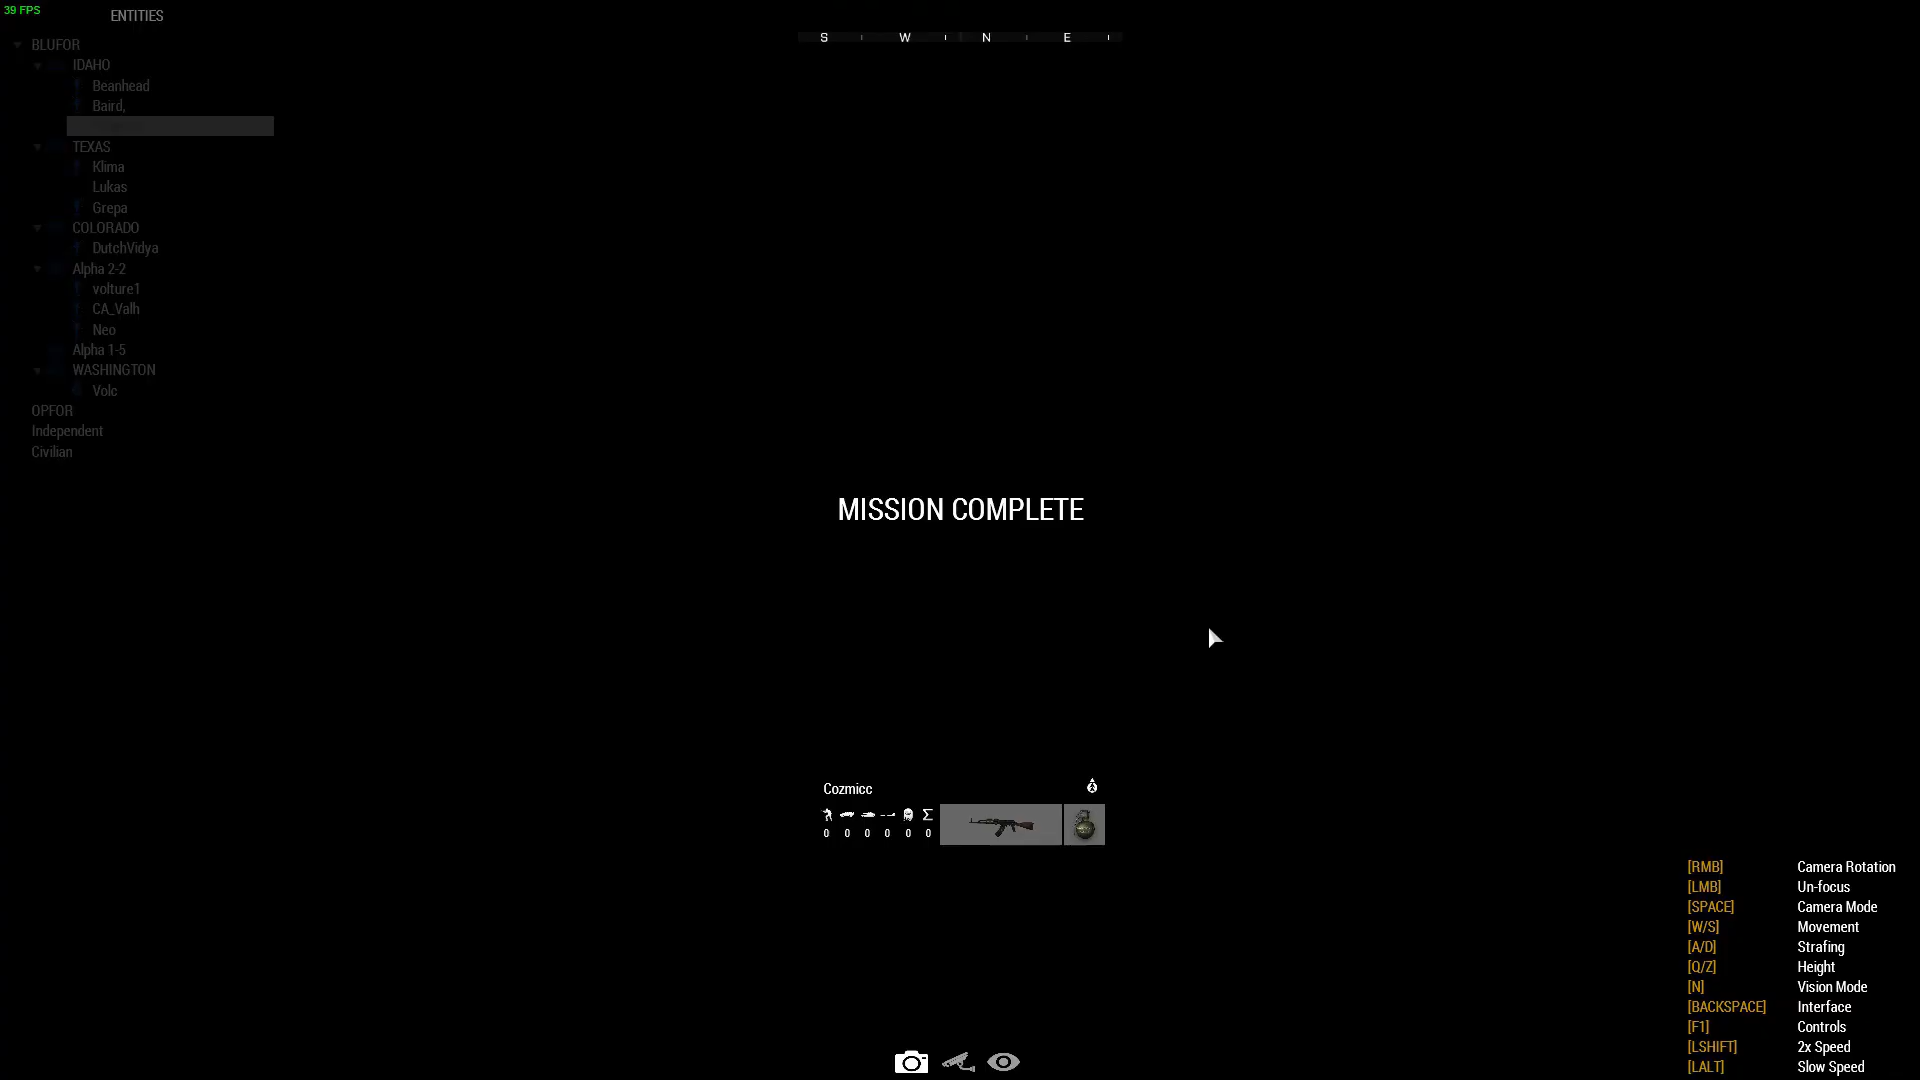 39 FPS
ENTITIES
S W N E
BLUFOR
IDAHO
Beanhead
Baird,
TEXAS
Klima
Lukas
Grepa
COLORADO
DutchVidya
Alpha 2-2
volture1
CA_Valh
Neo
Alpha 1-5
WASHINGTON
Volc
OPFOR
Independent
Civilian
MISSION COMPLETE
Cozmicc
Σ
0 0 0 0 0 0
[RMB] Camera Rotation
[LMB] Un-focus
[SPACE] Camera Mode
[W/S] Movement
[A/D] Strafing
[Q/Z] Height
[N] Vision Mode
[BACKSPACE] Interface
[F1] Controls
[LSHIFT] 2x Speed
[LALT] Slow Speed